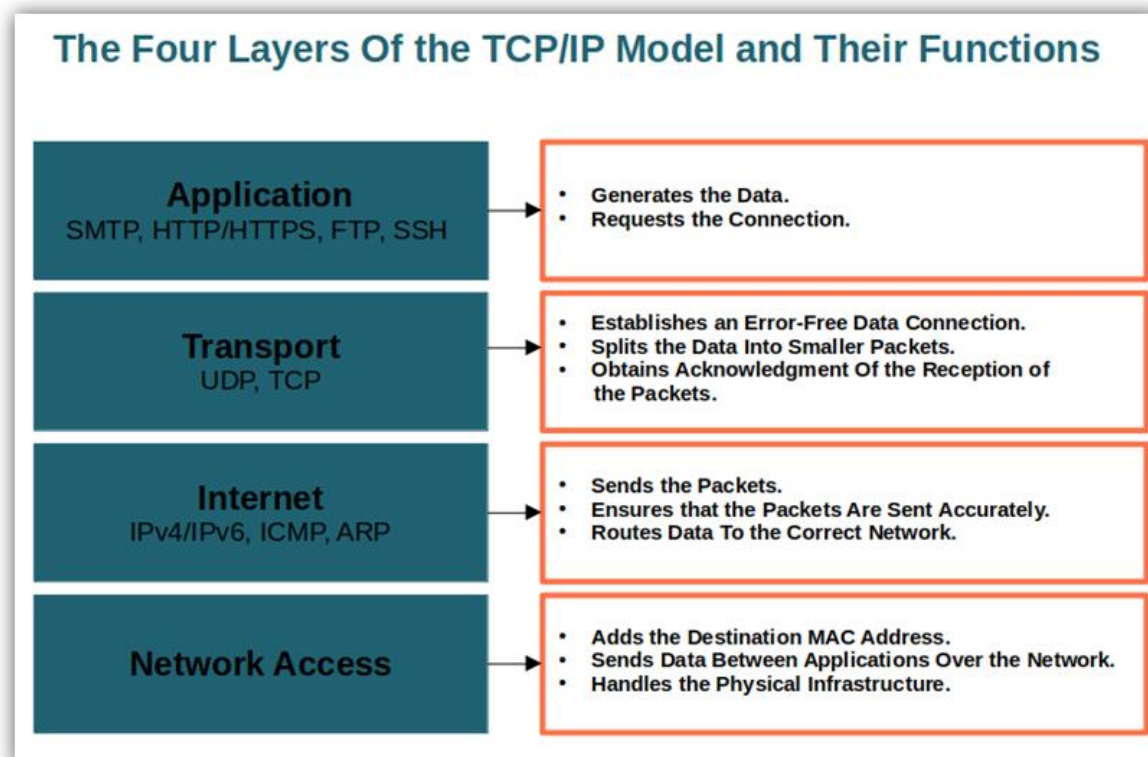 The Four Layers Of the TCP/IP Model and Their Functions
Application
SMTP, HTTP/HTTPS, FTP, SSH
• Generates the Data.
• Requests the Connection.
Transport
UDP, TCP
• Establishes an Error-Free Data Connection.
• Splits the Data Into Smaller Packets.
• Obtains Acknowledgment Of the Reception of
the Packets.
Internet
IPv4/IPv6, ICMP, ARP
• Sends the Packets.
• Ensures that the Packets Are Sent Accurately.
• Routes Data To the Correct Network.
Network Access
• Adds the Destination MAC Address.
• Sends Data Between Applications Over the Network.
• Handles the Physical Infrastructure.